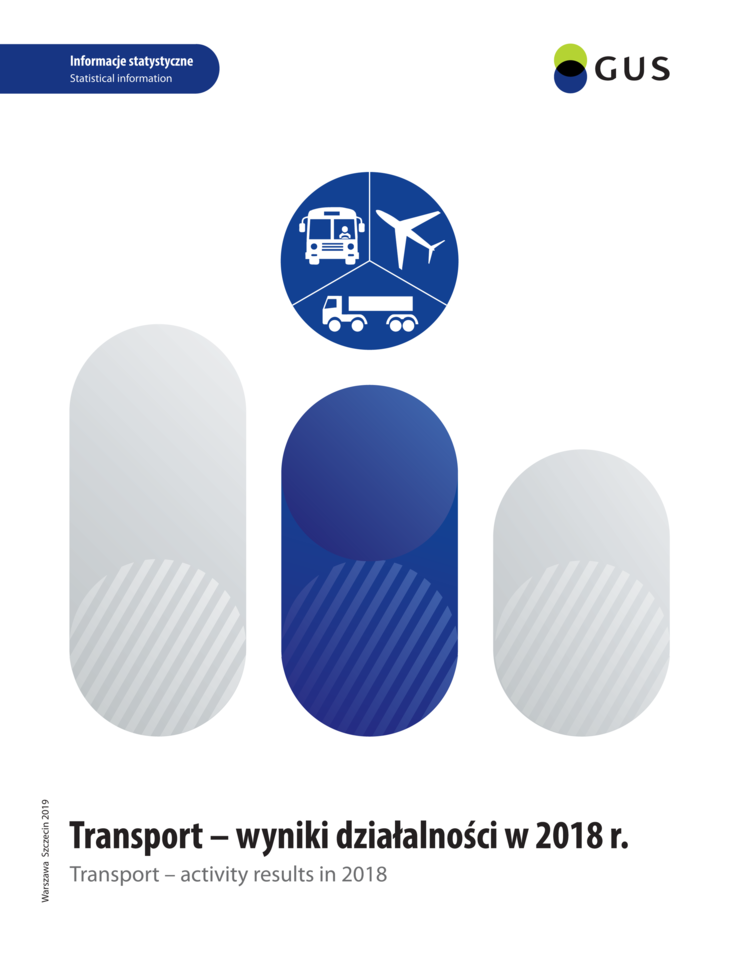 Informacje statystyczne
Statistical information
GUS
Warszawa Szczecin 2019
Transport – wyniki działalności w 2018 r.
Transport – activity results in 2018